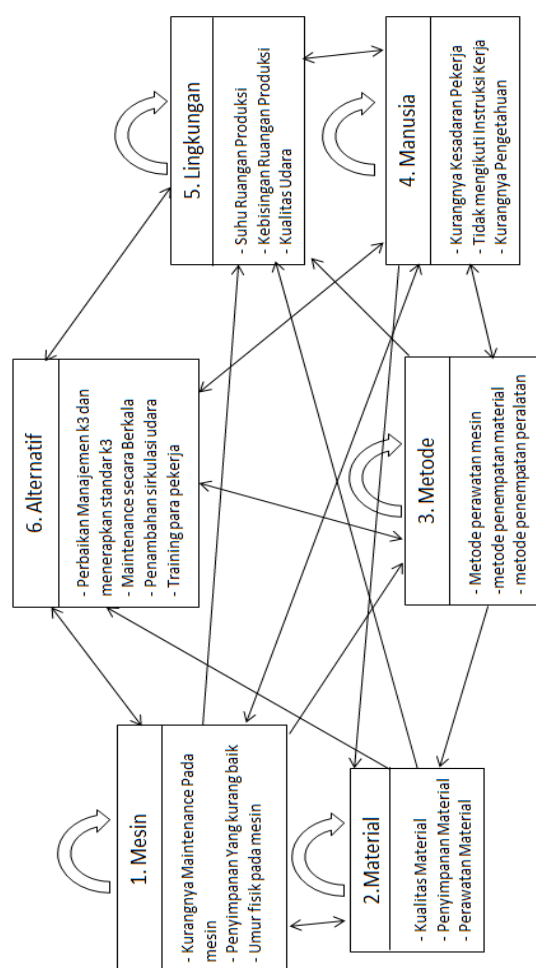 1. Mesin
- Kurangnya Maintenance Pada
mesin
- Penyimpanan Yang kurang baik
- Umur fisik pada mesin
6. Alternatif
- Perbaikan Manajemen k3 dan
menerapkan standar k3
- Maintenance secara Berkala
- Penambahan sirkulasi udara
- Training para pekerja
5. Lingkungan
- Suhu Ruangan Produksi
- Kebisingan Ruangan Produksi
- Kualitas Udara
2.Material
- Kualitas Material
- Penyimpanan Material
- Perawatan Material
3. Metode
- Metode perawatan mesin
-metode penempatan material
- metode penempatan peralatan
4. Manusia
- Kurangnya Kesadaran Pekerja
- Tidak mengikuti Instruksi Kerja
- Kurangnya Pengetahuan